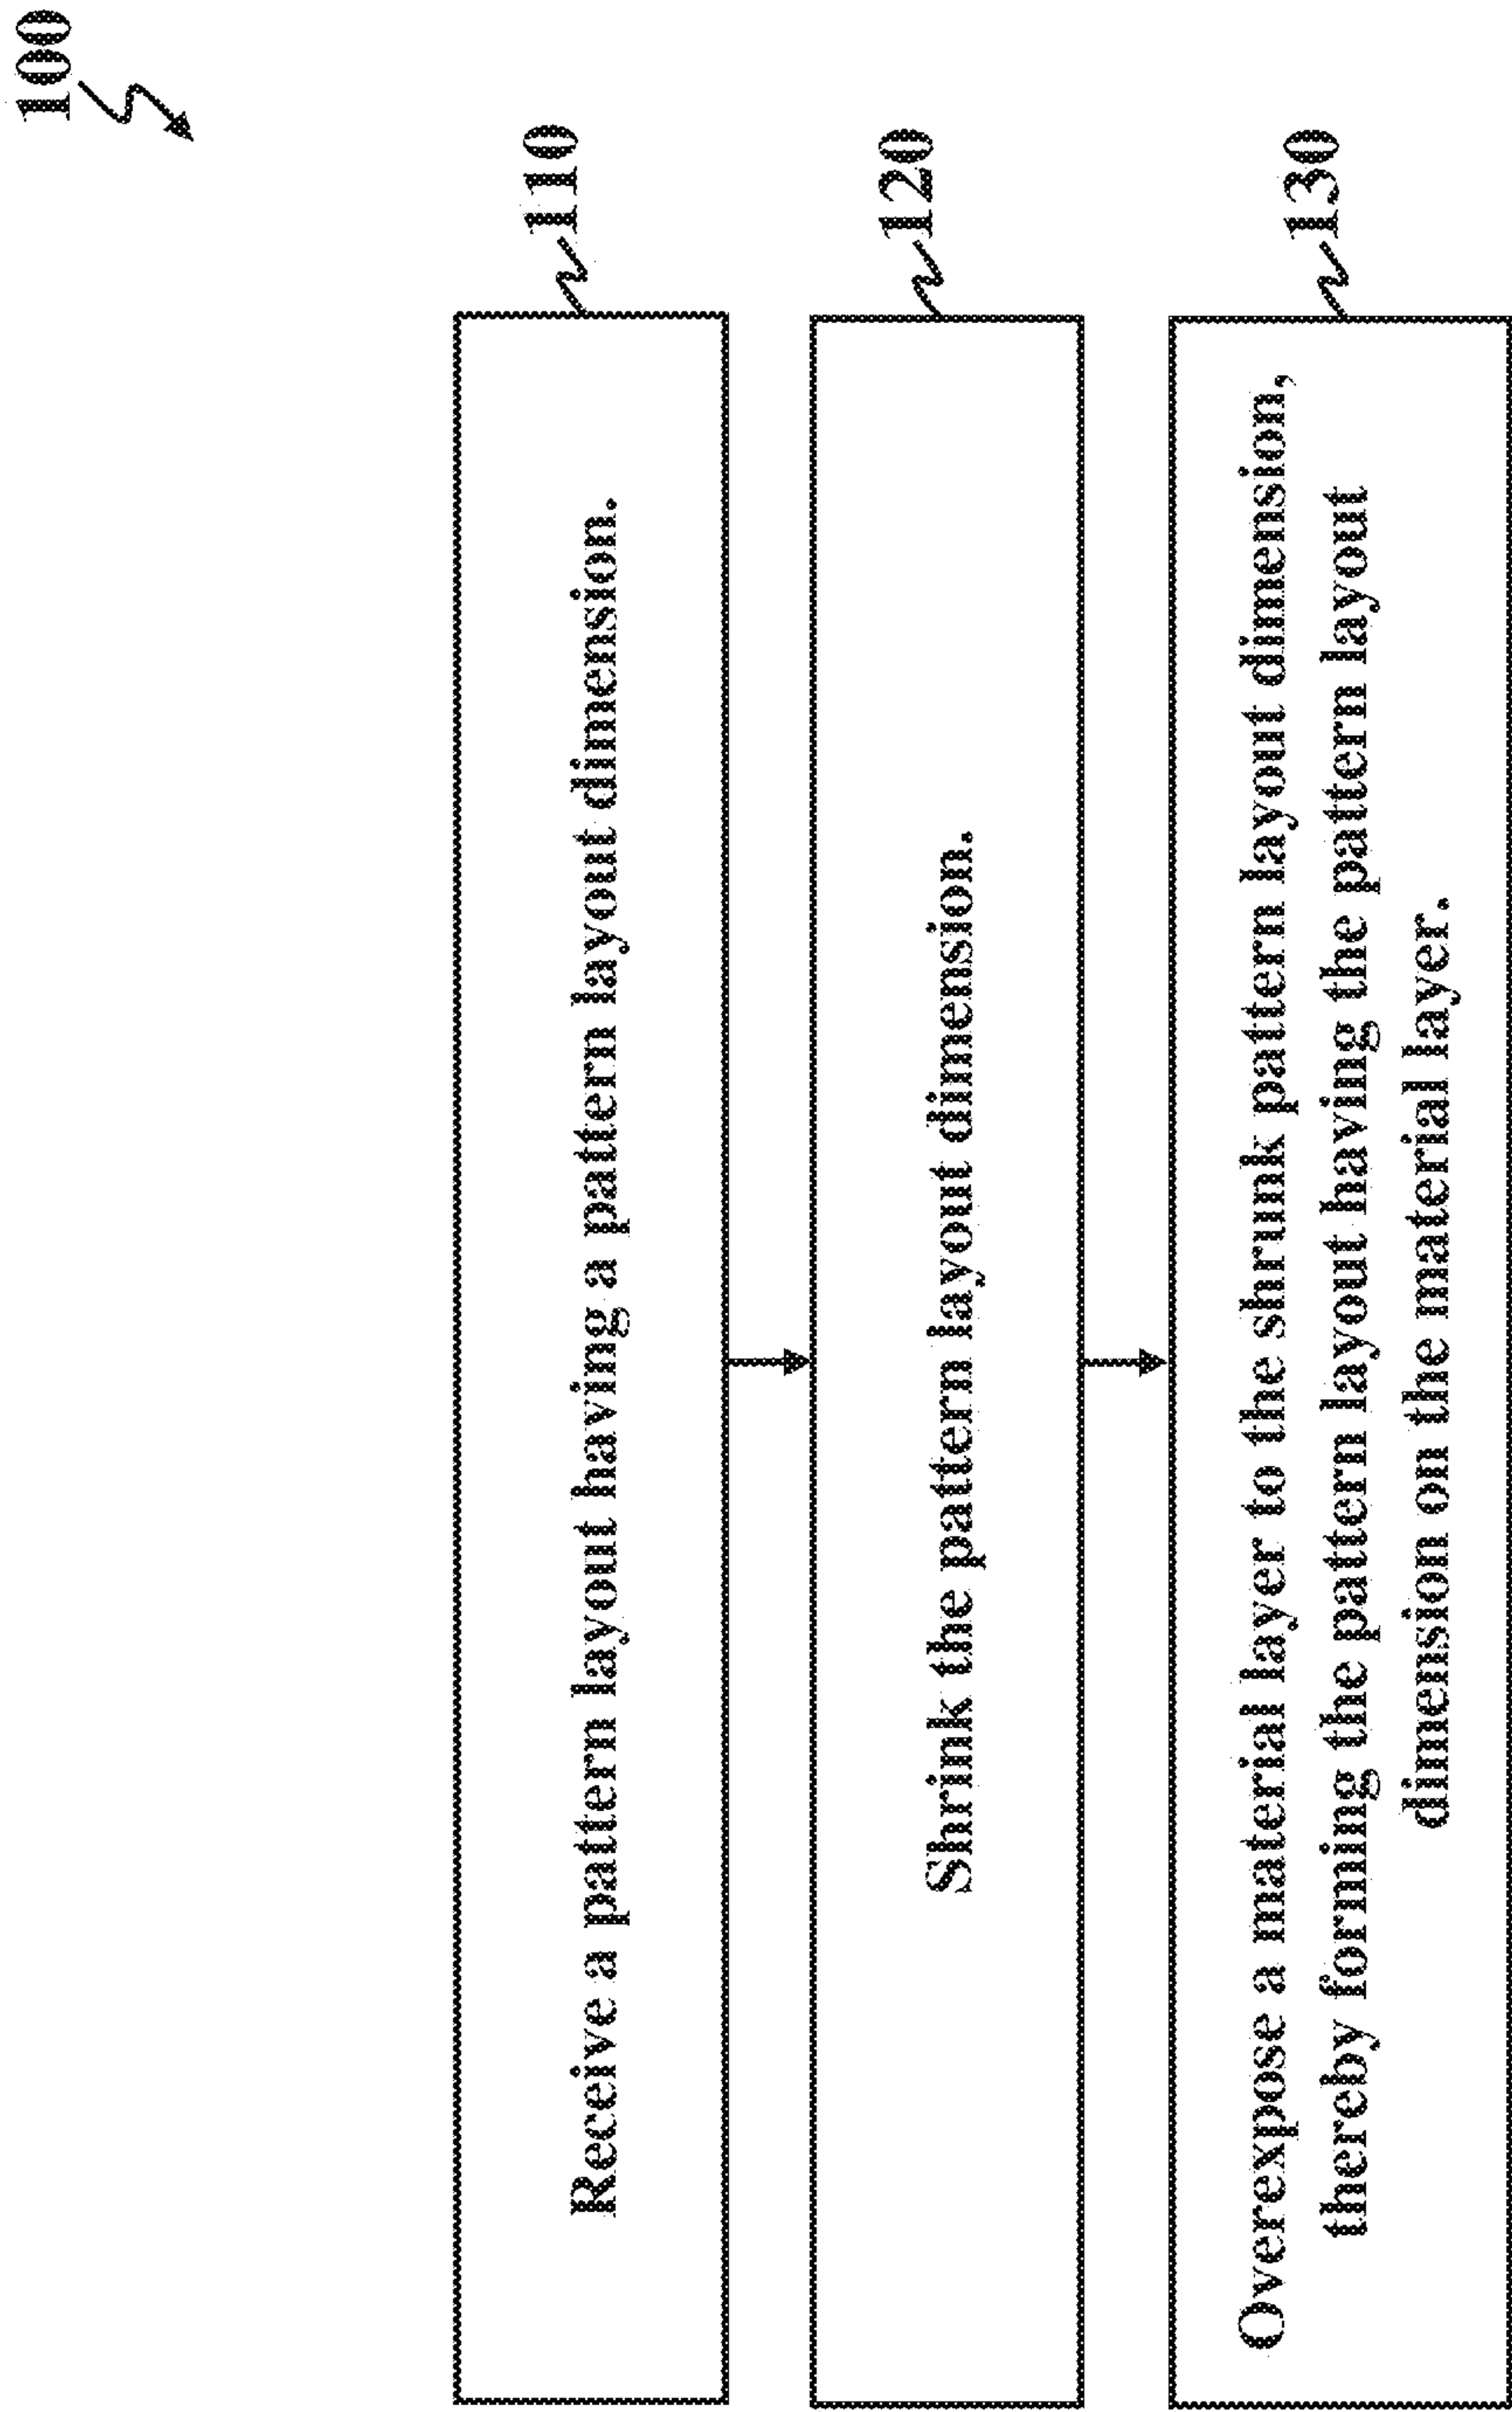 100
110
Receive a pattern layout having a pattern layout dimension.
120
Shrink the pattern layout dimension.
130
Overexpose a material layer to the shrunk pattern layout dimension,
thereby forming the pattern layout having the pattern layout
dimension on the material layer.